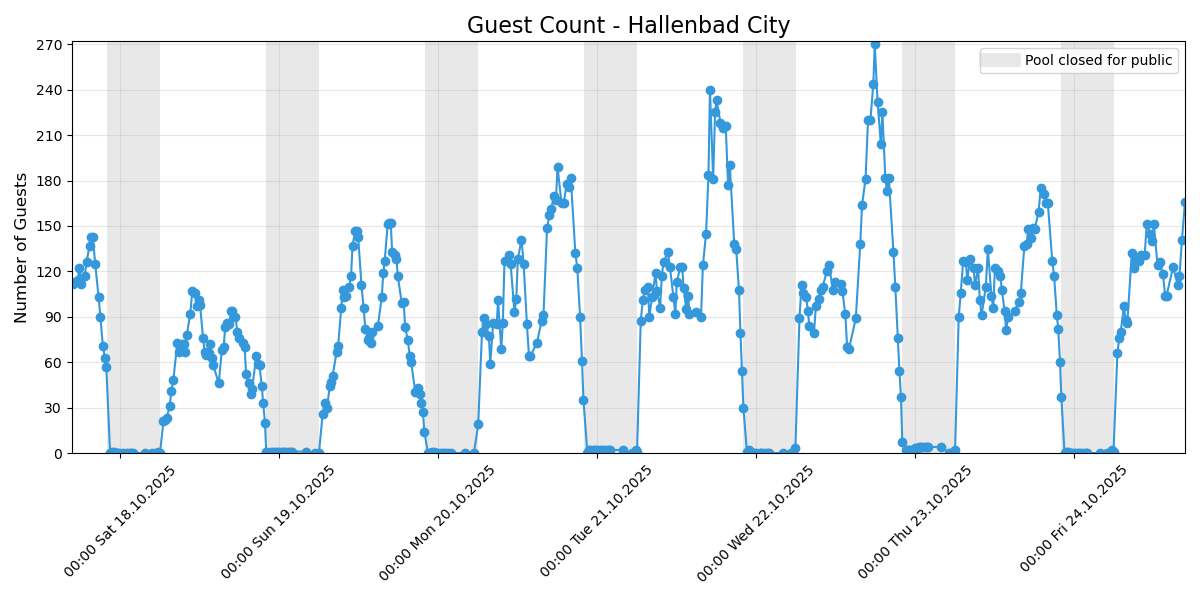 Guest Count - Hallenbad City
Number of Guests
270
240
210
180
150
120
90
60
30
0
Pool closed for public
00:00 Sat 18.10.2025
00:00 Sun 19.10.2025
00:00 Mon 20.10.2025
00:00 Tue 21.10.2025
00:00 Wed 22.10.2025
00:00 Thu 23.10.2025
00:00 Fri 24.10.2025